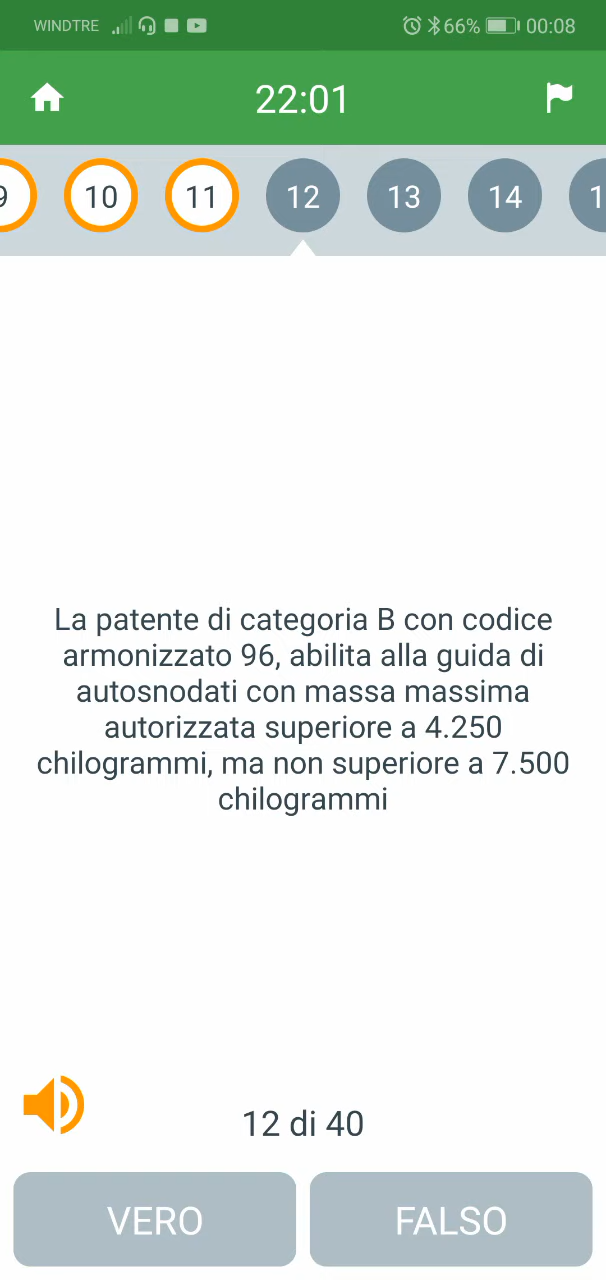 WINDTRE 66% 00:08
22:01
9 10 11 12 13 14 1
La patente di categoria B con codice
armonizzato 96, abilita alla guida di
autosnodati con massa massima
autorizzata superiore a 4.250
chilogrammi, ma non superiore a 7.500
chilogrammi
12 di 40
VERO FALSO